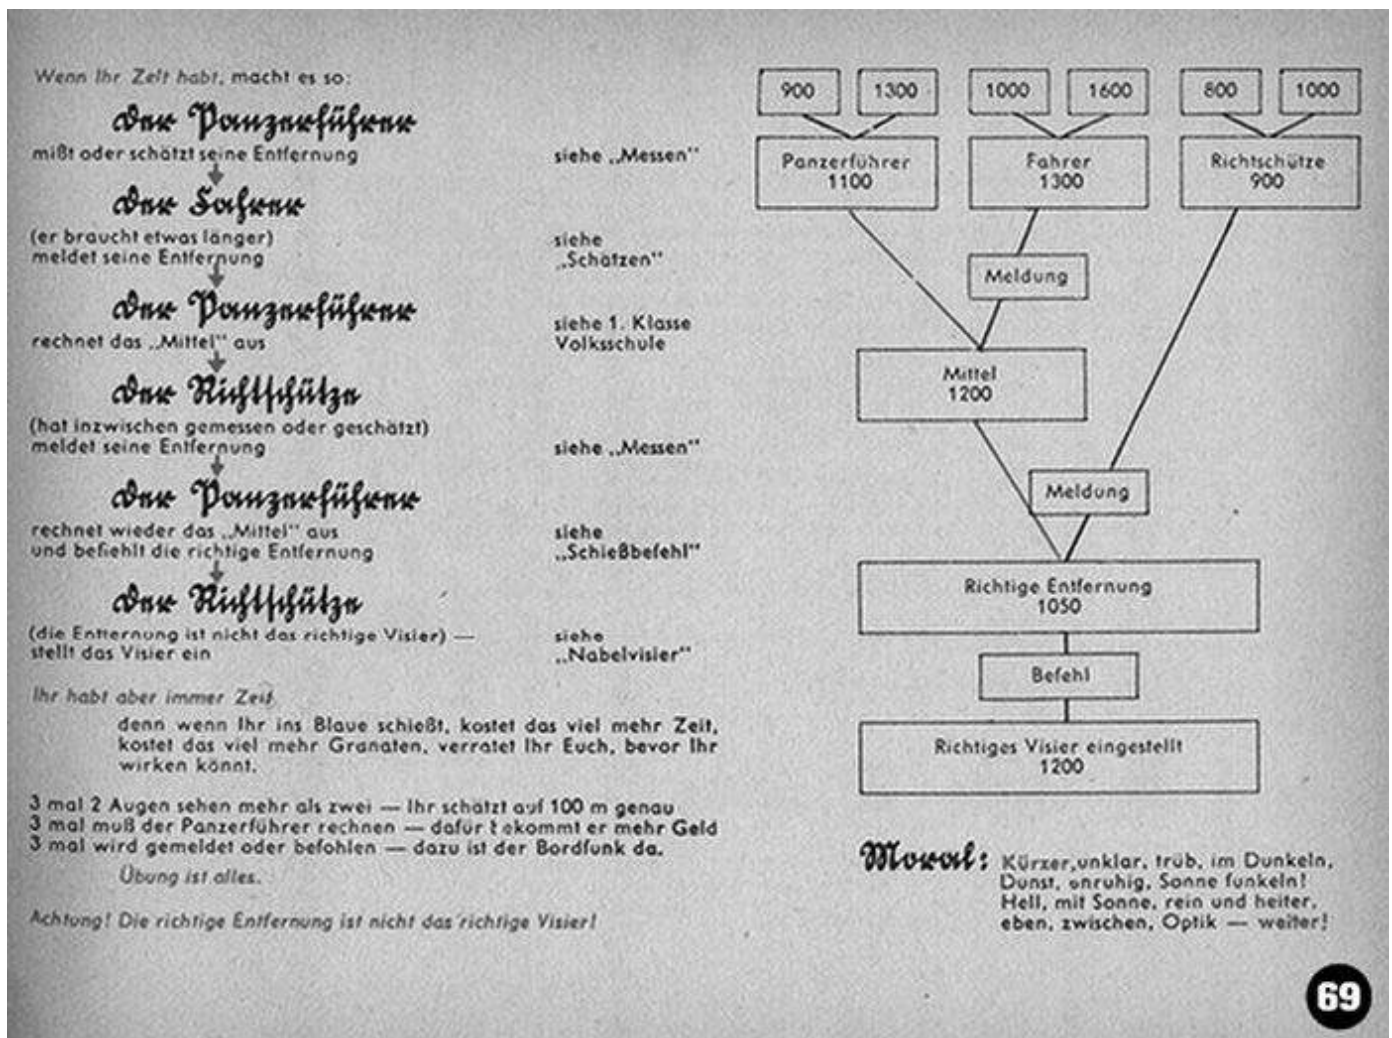 Wenn Ihr Zeit habt, macht es so:
Der Panzerführer
mißt oder schätzt seine Entfernung
siehe „Messen“
Der Fahrer
(er braucht etwas länger)
meldet seine Entfernung
siehe
„Schätzen“
Der Panzerführer
rechnet das „Mittel“ aus
siehe 1. Klasse
Volksschule
Der Richtschütze
(hat inzwischen gemessen oder geschätzt)
meldet seine Entfernung
siehe „Messen“
Der Panzerführer
rechnet wieder das „Mittel“ aus
und befiehlt die richtige Entfernung
siehe
„Schießbefehl“
Der Richtschütze
(die Entfernung ist nicht das richtige Visier) —
stellt das Visier ein
siehe
„Nabelvisier“
Ihr habt aber immer Zeit
denn wenn Ihr ins Blaue schießt, kostet das viel mehr Zeit,
kostet das viel mehr Granaten, verratet Ihr Euch, bevor Ihr
wirken könnt.
3 mal 2 Augen sehen mehr als zwei — Ihr schätzt auf 100 m genau
3 mal muß der Panzerführer rechnen — dafür bekommt er mehr Geld
3 mal wird gemeldet oder befohlen — dazu ist der Bordfunk da.
Übung ist alles.
Achtung! Die richtige Entfernung ist nicht das richtige Visier!
900 1300 1000 1600 800 1000
Panzerführer
1100
Fahrer
1300
Richtschütze
900
Meldung
Mittel
1200
Meldung
Richtige Entfernung
1050
Befehl
Richtiges Visier eingestellt
1200
Moral: Kürzer, unklar, trüb, im Dunkeln,
Dunst, unruhig, Sonne funkeln!
Hell, mit Sonne, rein und heiter,
eben, zwischen, Optik — weiter!
69